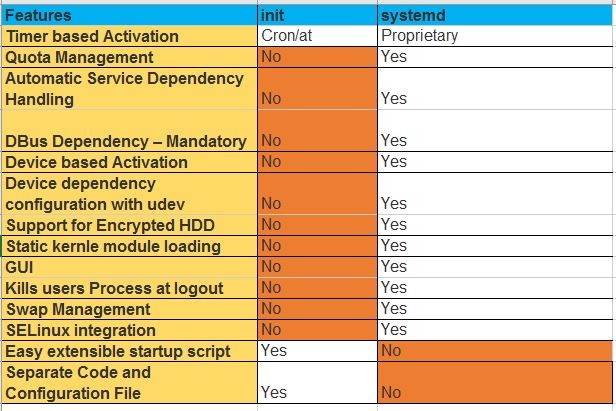 Features init systemd
Timer based Activation Cron/at Proprietary
Quota Management No Yes
Automatic Service Dependency
Handling No Yes
DBus Dependency – Mandatory No Yes
Device based Activation No Yes
Device dependency
configuration with udev No Yes
Support for Encrypted HDD No Yes
Static kernle module loading No Yes
GUI No Yes
Kills users Process at logout No Yes
Swap Management No Yes
SELinux integration No Yes
Easy extensible startup script Yes No
Separate Code and
Configuration File Yes No